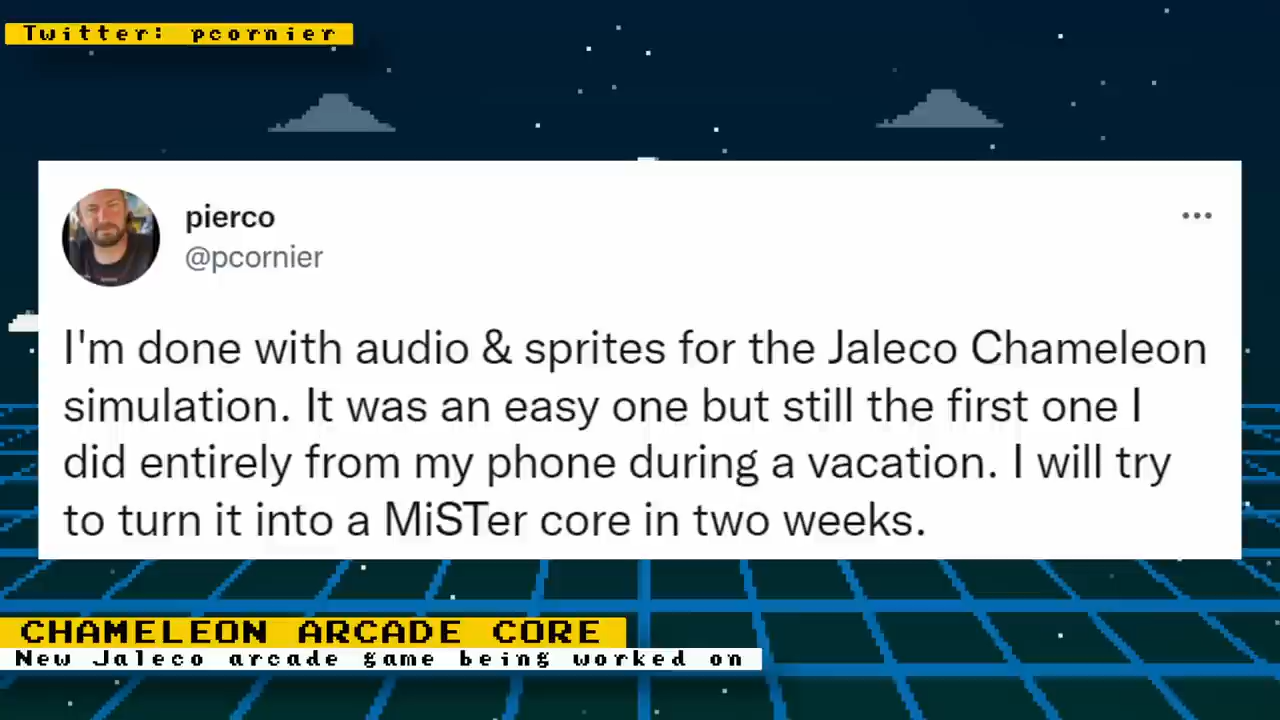 Twitter: pcornier
pierco
@pcornier
I'm done with audio & sprites for the Jaleco Chameleon
simulation. It was an easy one but still the first one I
did entirely from my phone during a vacation. I will try
to turn it into a MiSTer core in two weeks.
CHAMELEON ARCADE CORE
New Jaleco arcade game being worked on